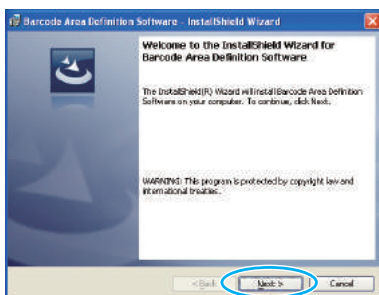 Barcode Area Definition Software - InstallShield Wizard
Welcome to the InstallShield Wizard for
Barcode Area Definition Software
The InstallShield(R) Wizard will install Barcode Area Definition
Software on your computer. To continue, click Next.
WARNING: This program is protected by copyright law and
international treaties.
< Back
Next >
Cancel